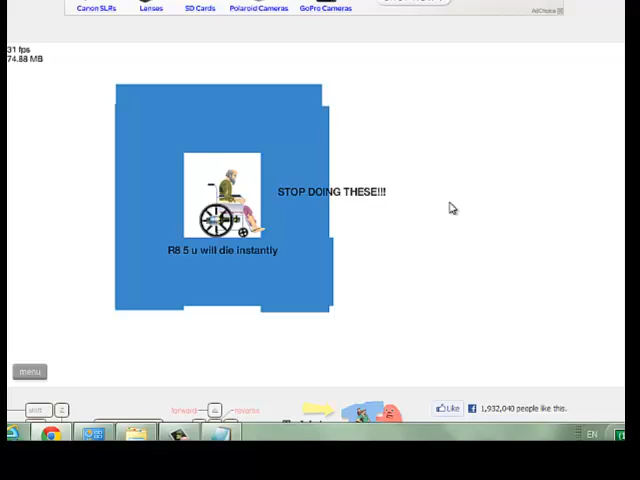 Canon SLRs Lenses SD Cards Polaroid Cameras GoPro Cameras
AdChoice
31 fps
74.88 MB
STOP DOING THESE!!!
R8 5 u will die instantly
menu
shift Z forward reverse Like 1,932,040 people like this.
EN